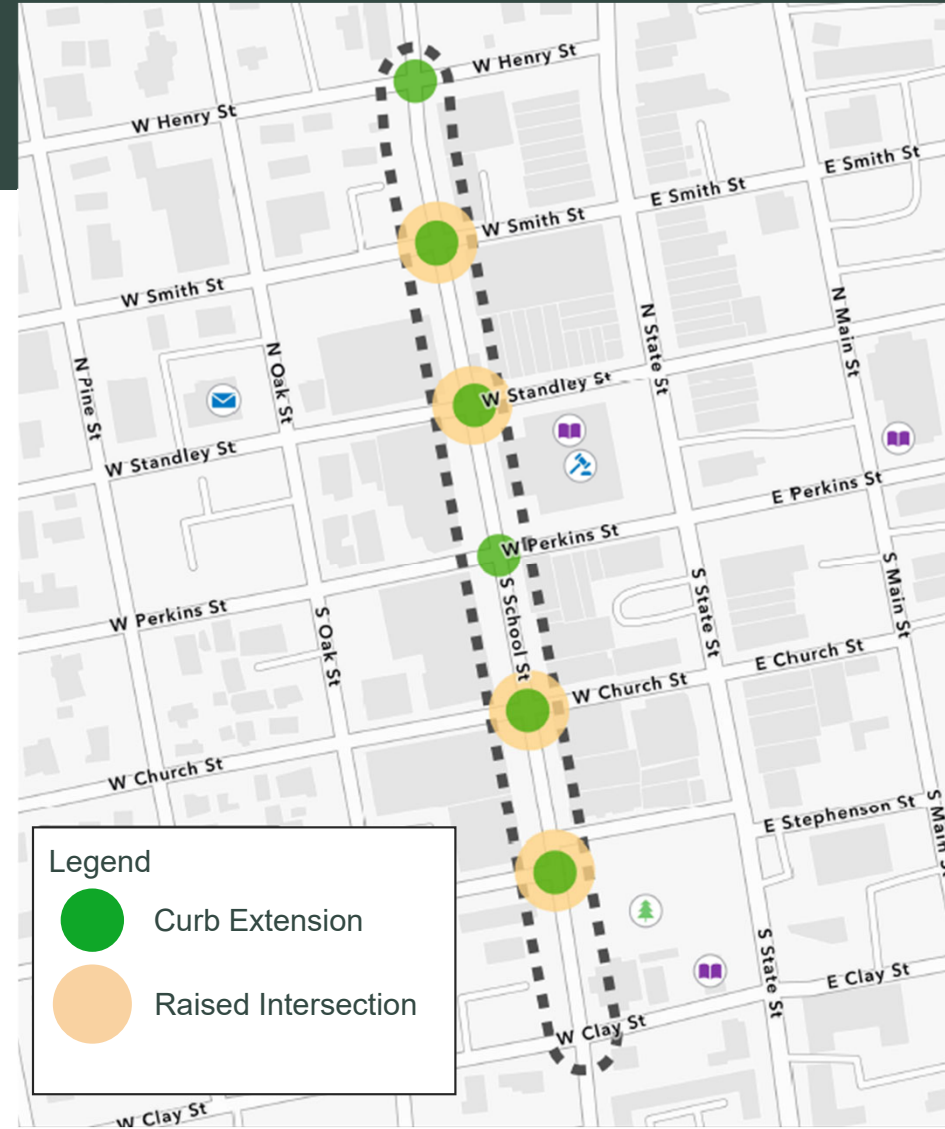 W Henry St
W Henry St
E Smith St
E Smith St
W Smith St
W Smith St
N Main St
N State St
N Oak St
N Pine St
W Standley St
W Standley St
E Perkins St
W Perkins St
W Perkins St
S Main St
S State St
S School St
S Oak St
E Church St
W Church St
W Church St
E Stephenson St
S Main S
S State St
E Clay St
W Clay St
W Clay St
Legend
Curb Extension
Raised Intersection